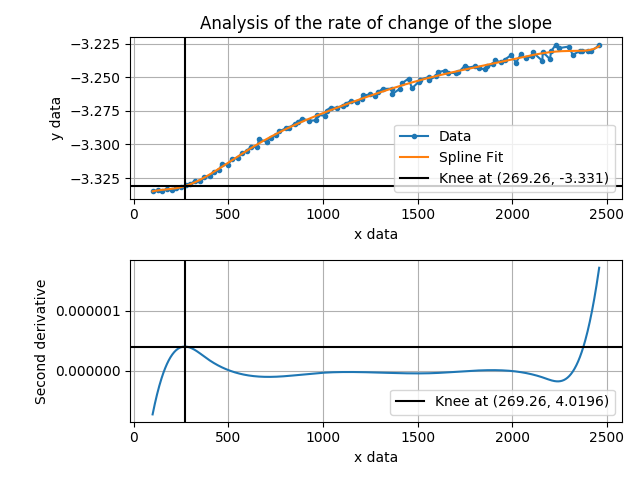 Analysis of the rate of change of the slope
−3.225
−3.250
−3.275
−3.300
−3.325
y data
Data
Spline Fit
Knee at (269.26, -3.331)
0 500 1000 1500 2000 2500
x data
0.000001
0.000000
Second derivative
Knee at (269.26, 4.0196)
0 500 1000 1500 2000 2500
x data